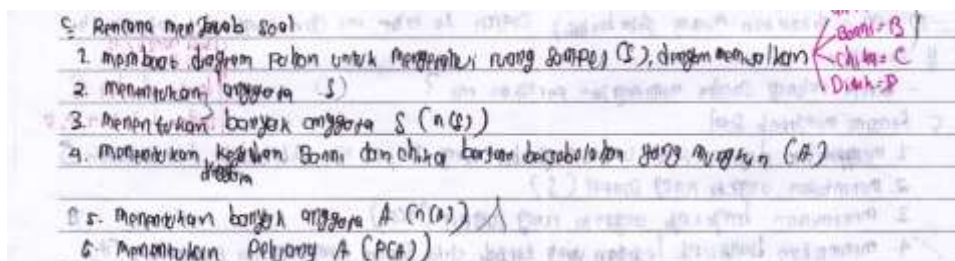 C. Rencana menjawab soal
1. membuat diagram pohon untuk mengetahui ruang sampel (S), dengan memisalkan
Bonni = B
Chika = C
Didah = D
2. menentukan anggota S
3. menentukan banyak anggota S (n(S))
4. menentukan kejadian Bonni dan Chika bersebelahan yang mungkin (A)
5. menentukan banyak anggota A (n(A))
6 menentukan peluang A (P(A))